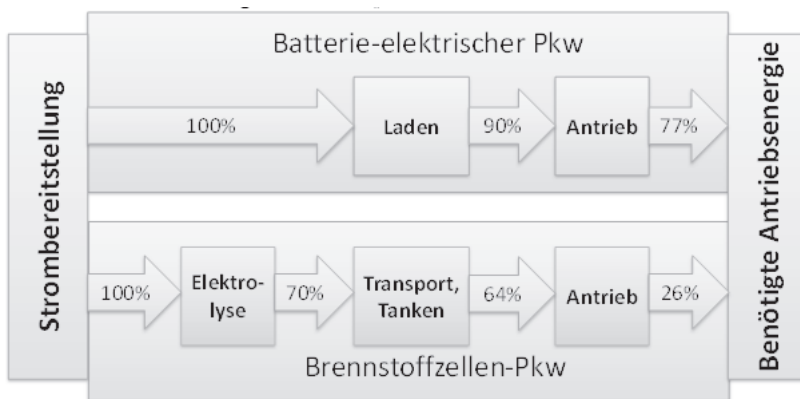 Strombereitstellung
Batterie-elektrischer Pkw
100%
Laden
90%
Antrieb
77%
100%
Elektro-
lyse
70%
Transport,
Tanken
64%
Antrieb
26%
Brennstoffzellen-Pkw
Benötigte Antriebsenergie